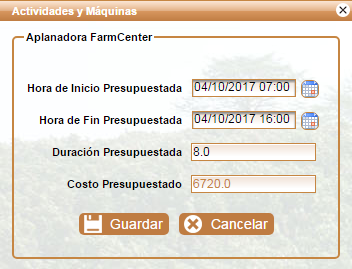 Actividades y Máquinas
Aplanadora FarmCenter
Hora de Inicio Presupuestada 04/10/2017 07:00
Hora de Fin Presupuestada 04/10/2017 16:00
Duración Presupuestada 8.0
Costo Presupuestado 6720.0
Guardar Cancelar